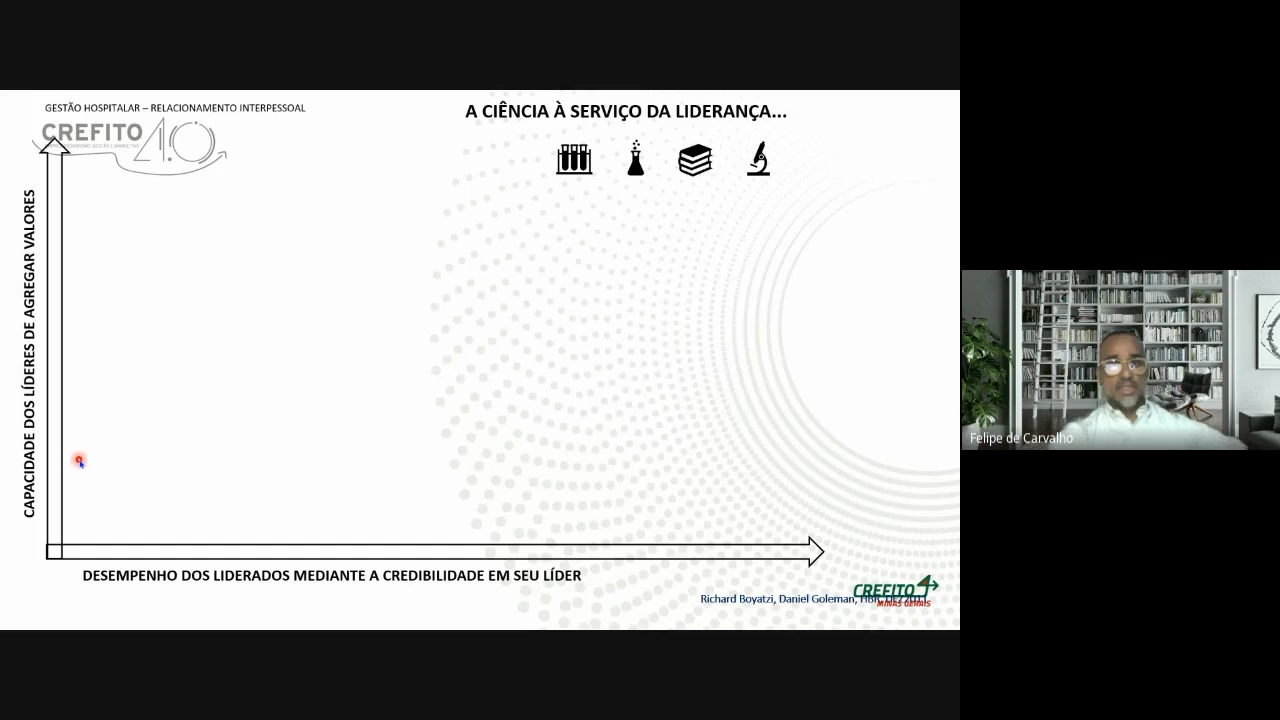 GESTÃO HOSPITALAR – RELACIONAMENTO INTERPESSOAL
A CIÊNCIA À SERVIÇO DA LIDERANÇA...
CREFITO 4.0
CAPACIDADE DOS LÍDERES DE AGREGAR VALORES
Felipe de Carvalho
DESEMPENHO DOS LIDERADOS MEDIANTE A CREDIBILIDADE EM SEU LÍDER
CREFITO 4
Richard Boyatzi, Daniel Goleman,
MINAS GERAIS